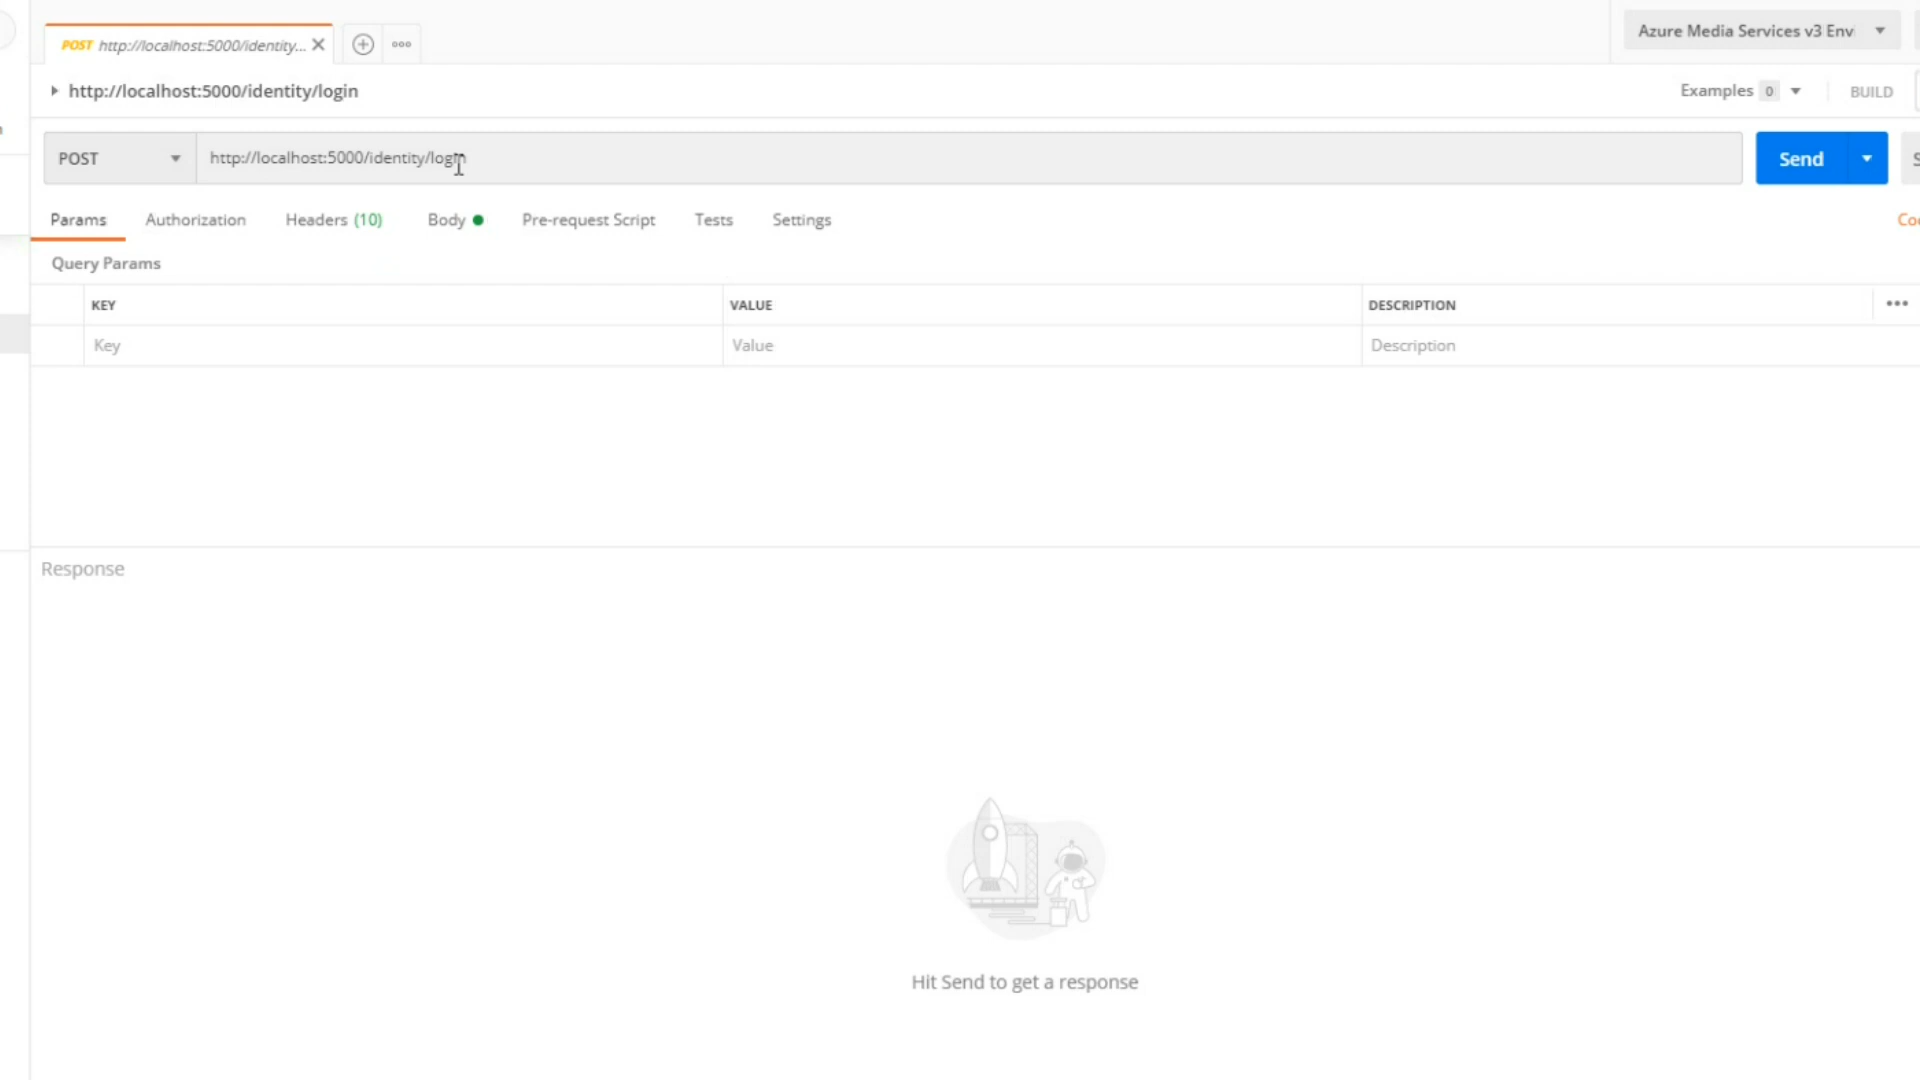 POST http://localhost:5000/identity...
Azure Media Services v3 Env
http://localhost:5000/identity/login
Examples 0
BUILD
POST
http://localhost:5000/identity/login
Send
Params
Authorization
Headers (10)
Body
Pre-request Script
Tests
Settings
Query Params
KEY
VALUE
DESCRIPTION
Key
Value
Description
Response
Hit Send to get a response